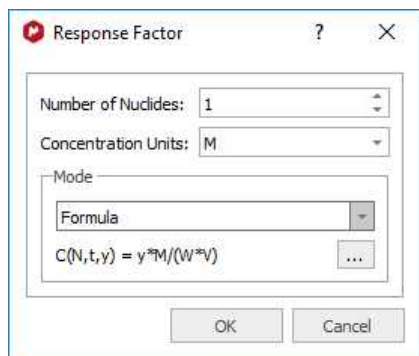 Response Factor ? X
Number of Nuclides: 1
Concentration Units: M
Mode
Formula
C(N,t,y) = y*M/(W*V) ...
OK Cancel